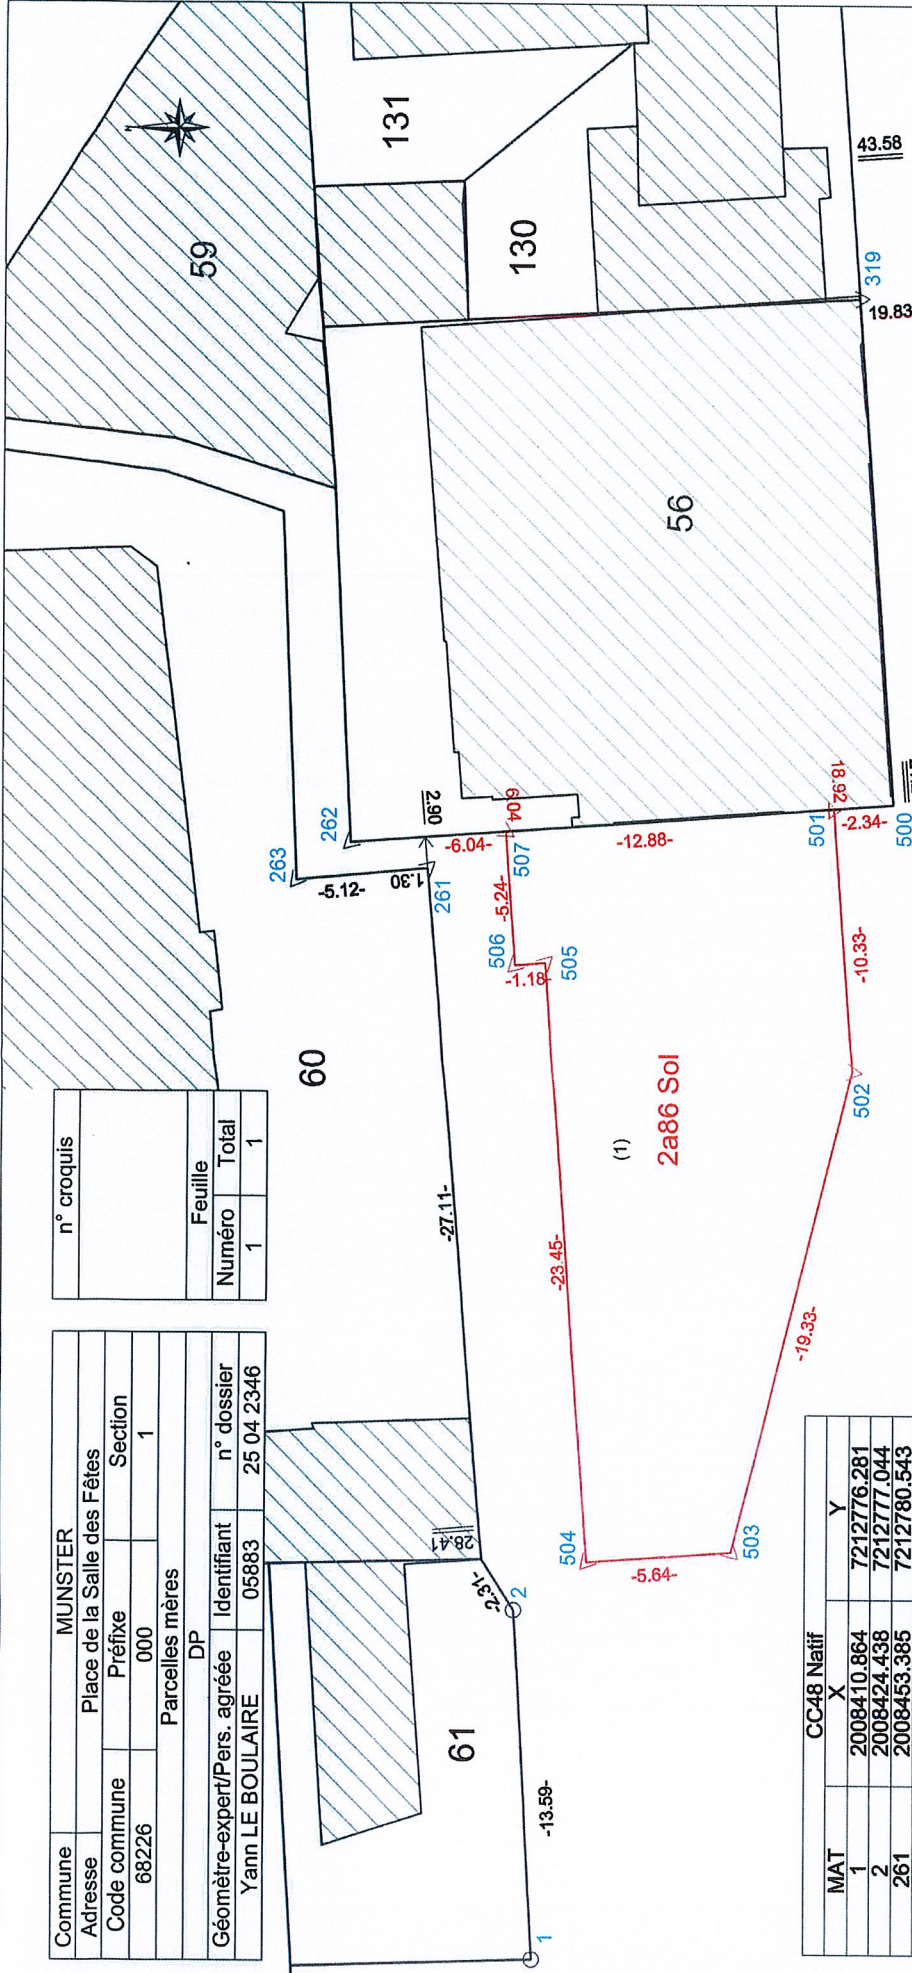 Commune MUNSTER
Adresse Place de la Salle des Fêtes
Code commune Préfixe Section
68226 000 1
Parcelles mères
DP
Géomètre-expert/Pers. agréée Identifiant n° dossier
Yann LE BOULAIRE 05883 25 04 2346
n° croquis
Feuille
Numéro Total
1 1
N
59
131
130
56
60
61
263
262
-5.12-
1.30
2.90
261
-6.04-
6.04
507
506
-5.24-
-1.18-
505
-12.88-
501
18.92
-2.34-
500
319
19.83
43.58
-27.11-
28.41
-2.31-
2
-13.59-
1
-23.45-
(1)
2a86 Sol
504
-5.64-
503
-19.33-
502
-10.33-
CC48 Natif
MAT X Y
1 2008410.864 7212776.281
2 2008424.438 7212777.044
261 2008453.385 7212780.543